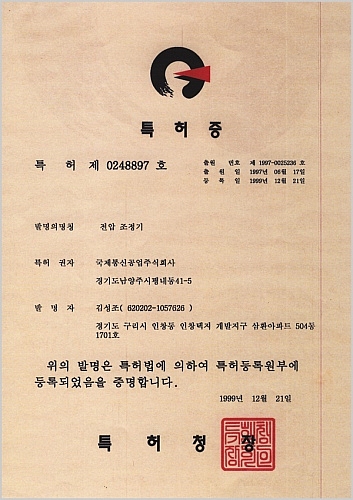 특허증
특 허 제 0248897 호
출원 번호 제 1997-0025236 호
출 원 일 1997년 06월 17일
등 록 일 1999년 12월 21일
발명의명칭 전압 조정기
특허 권자 국제통신공업주식회사
경기도남양주시평내동41-5
발 명 자 김성조( 620202-1057626 )
경기도 구리시 인창동 인창택지 개발지구 삼환아파트 504동
1701호
위의 발명은 특허법에 의하여 특허등록원부에
등록되었음을 증명합니다.
1999년 12월 21일
특 허 청 장